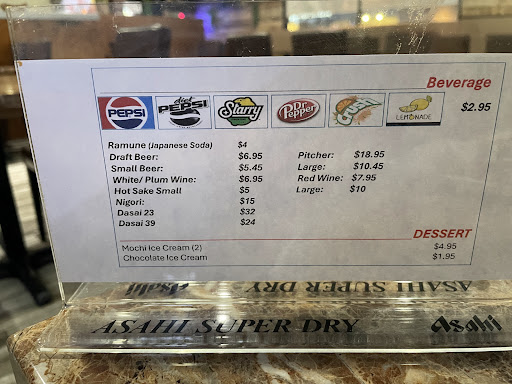 Beverage
PEPSI diet PEPSI Starry Dr Pepper CRUSH LEMONADE $2.95
Ramune (Japanese Soda) $4
Draft Beer: $6.95 Pitcher: $18.95
Small Beer: $5.45 Large: $10.45
White/ Plum Wine: $6.95 Red Wine: $7.95
Hot Sake Small $5 Large: $10
Nigori: $15
Dasai 23 $32
Dasai 39 $24
DESSERT
Mochi Ice Cream (2) $4.95
Chocolate Ice Cream $1.95
Asahi ASAHI SUPER DRY
ASAHI SUPER DRY Asahi